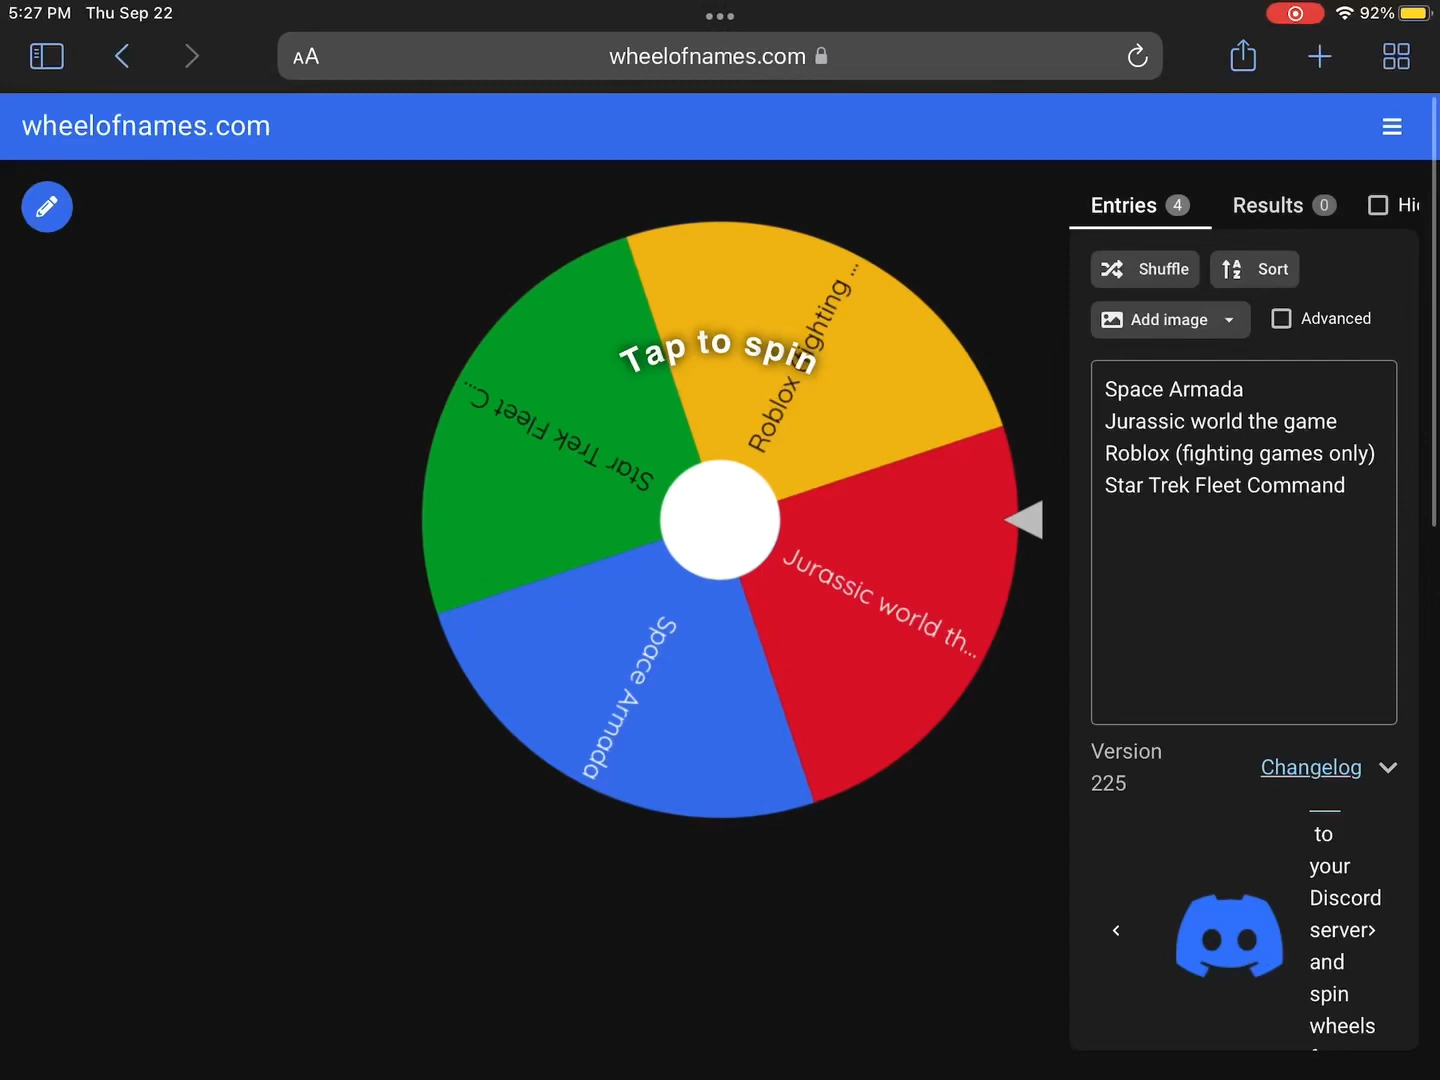 5:27 PM Thu Sep 22
92%
AA
wheelofnames.com
wheelofnames.com
Entries 4
Results 0
Shuffle
Sort
Add image
Advanced
Tap to spin
Roblox fighting ...
Star Trek Fleet C...
Jurassic world th...
Space Armada
Space Armada
Jurassic world the game
Roblox (fighting games only)
Star Trek Fleet Command
Version
225
Changelog
to
your
Discord
server
and
spin
wheels